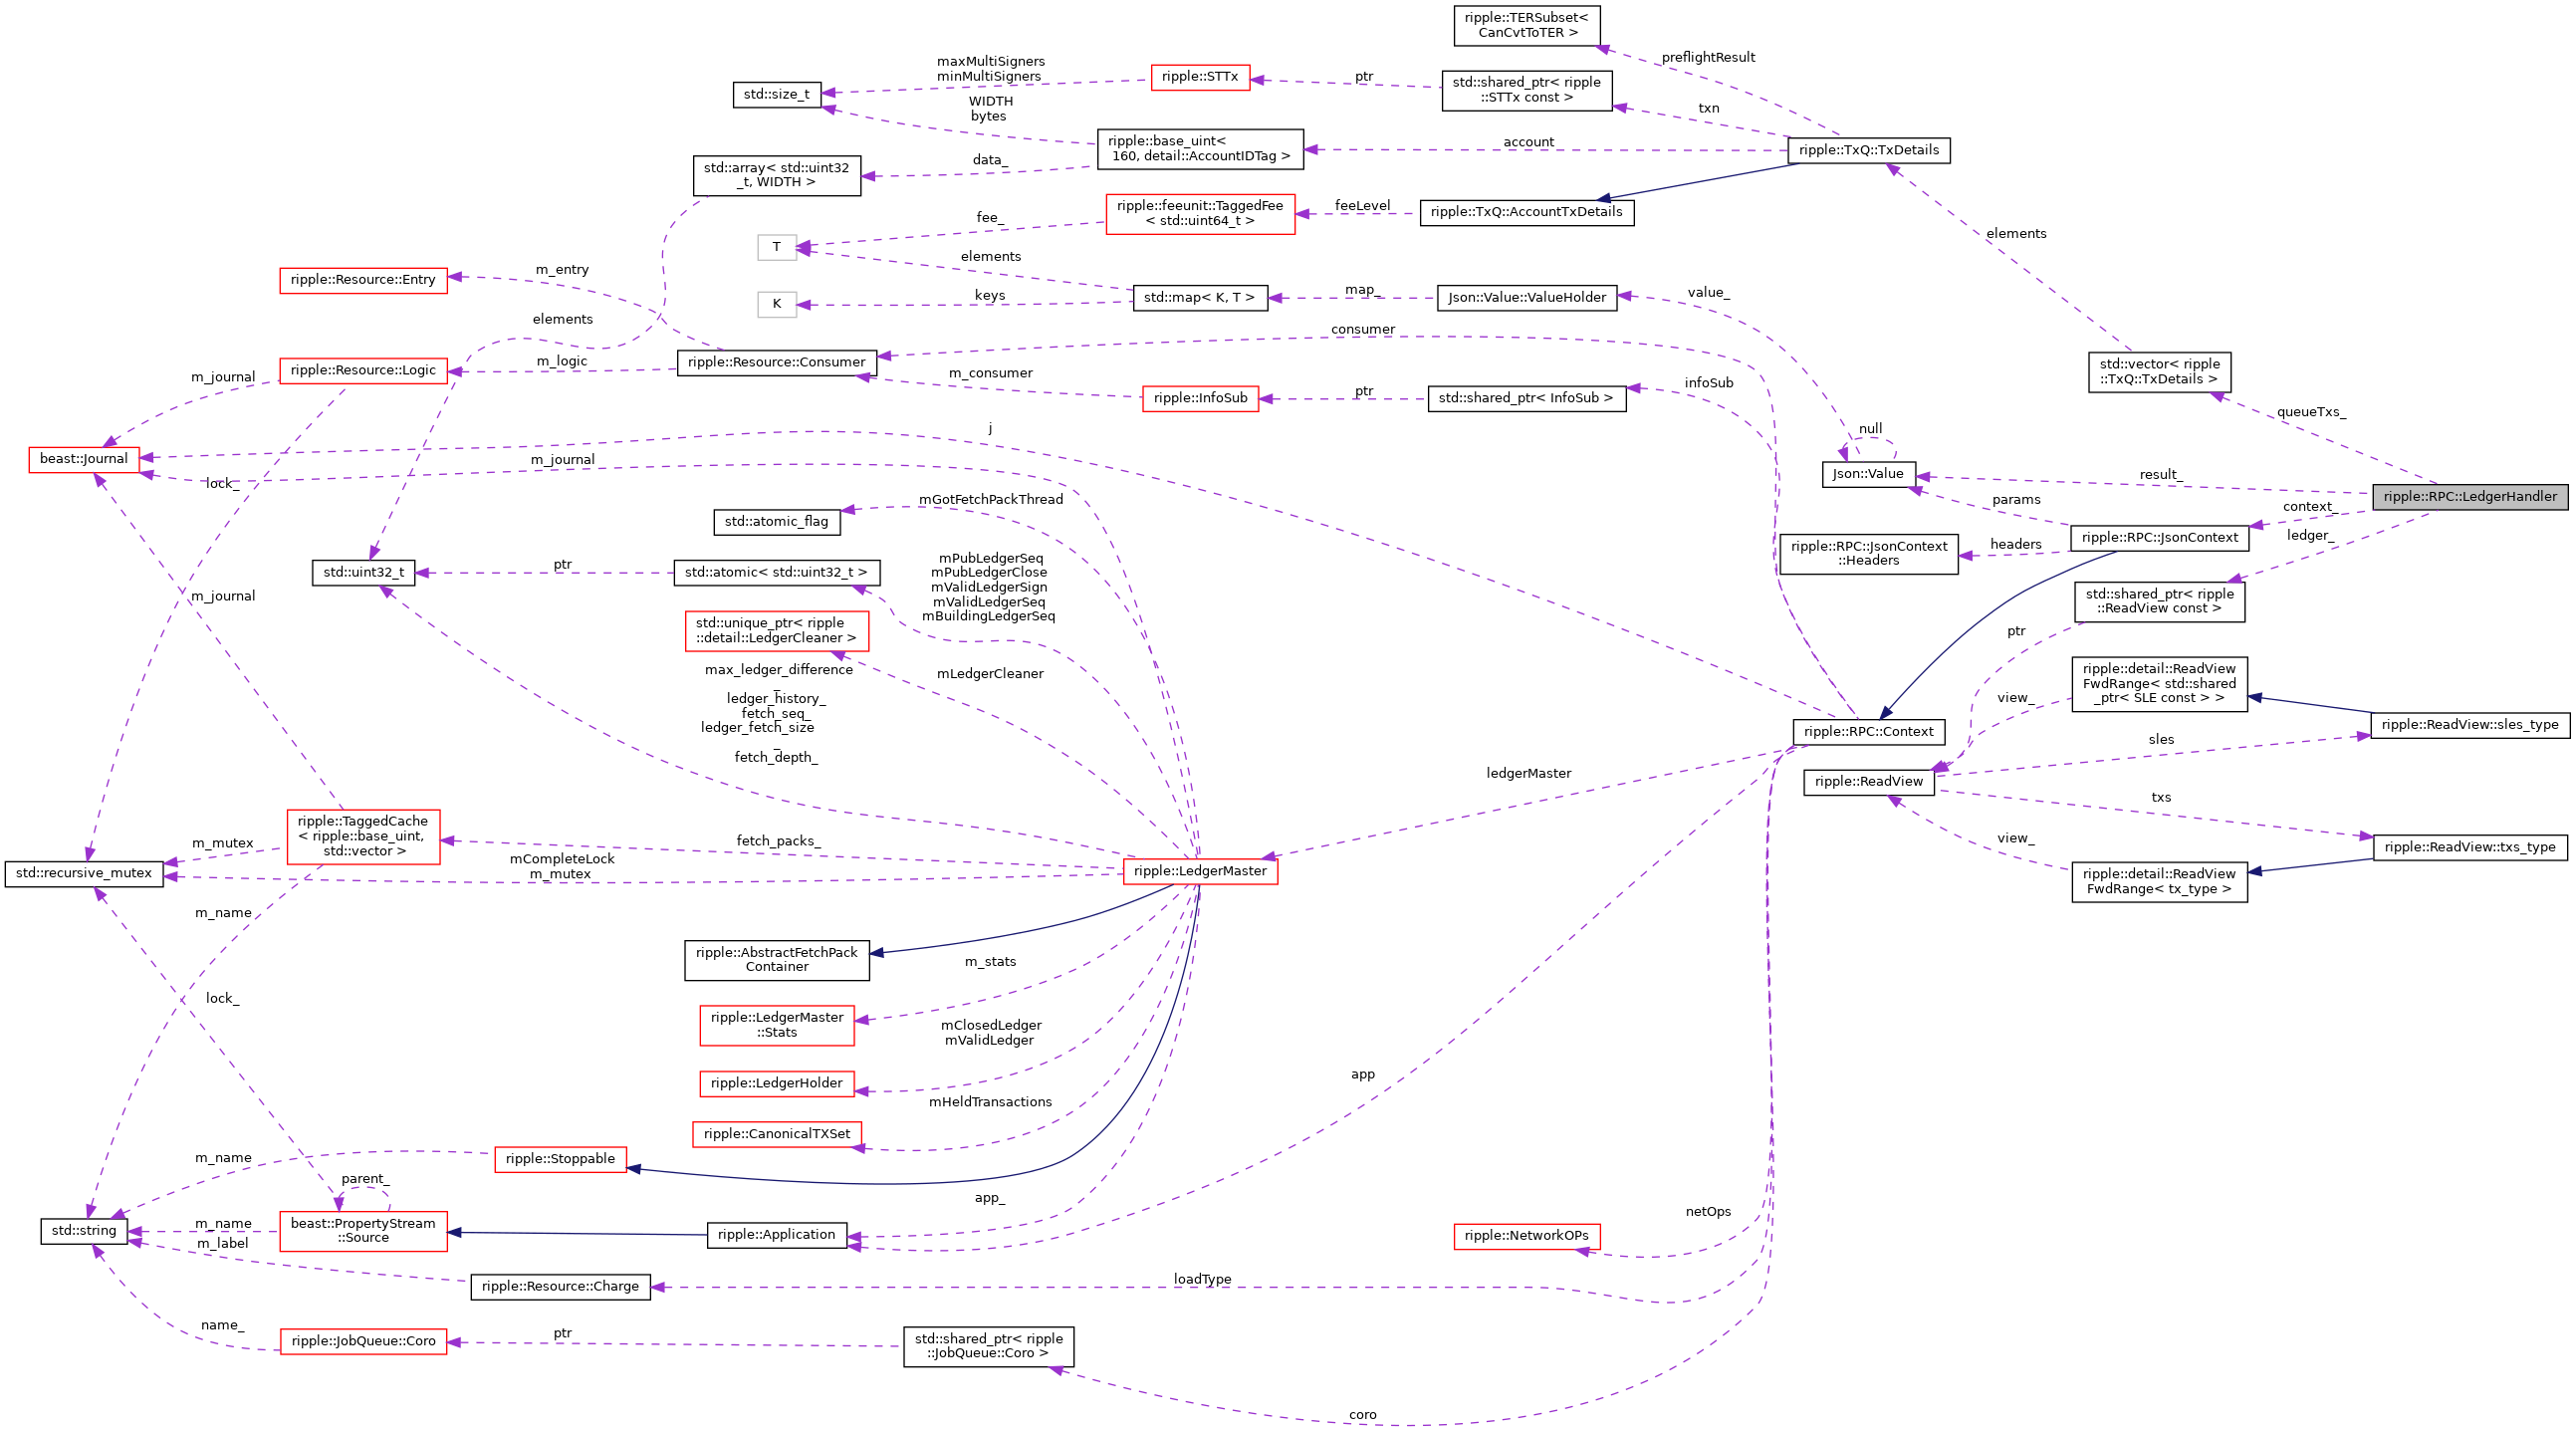 ripple::TERSubset<
CanCvtToTER >
preflightResult
maxMultiSigners
minMultiSigners
ripple::STTx
ptr
std::shared_ptr< ripple
::STTx const >
std::size_t
txn
WIDTH
bytes
ripple::base_uint<
160, detail::AccountIDTag >
account
ripple::TxQ::TxDetails
std::array< std::uint32
_t, WIDTH >
data_
ripple::feeunit::TaggedFee
< std::uint64_t >
feeLevel
ripple::TxQ::AccountTxDetails
fee_
T
elements
elements
ripple::Resource::Entry
m_entry
K
keys
std::map< K, T >
map_
Json::Value::ValueHolder
value_
elements
consumer
ripple::Resource::Logic
m_logic
ripple::Resource::Consumer
m_journal
m_consumer
ripple::InfoSub
ptr
std::shared_ptr< InfoSub >
infoSub
std::vector< ripple
::TxQ::TxDetails >
queueTxs_
null
j
beast::Journal
m_journal
Json::Value
result_
lock_
ripple::RPC::LedgerHandler
mGotFetchPackThread
params
context_
std::atomic_flag
ripple::RPC::JsonContext
::Headers
headers
ripple::RPC::JsonContext
ledger_
std::uint32_t
ptr
std::atomic< std::uint32_t >
mPubLedgerSeq
mPubLedgerClose
mValidLedgerSign
mValidLedgerSeq
mBuildingLedgerSeq
m_journal
std::shared_ptr< ripple
::ReadView const >
std::unique_ptr< ripple
::detail::LedgerCleaner >
ptr
mLedgerCleaner
max_ledger_difference
_
ledger_history_
fetch_seq_
ledger_fetch_size
_
fetch_depth_
ripple::detail::ReadView
FwdRange< std::shared
_ptr< SLE const > >
view_
ripple::RPC::Context
ripple::ReadView::sles_type
sles
ledgerMaster
ripple::ReadView
txs
ripple::TaggedCache
< ripple::base_uint,
std::vector >
m_mutex
fetch_packs_
view_
ripple::ReadView::txs_type
std::recursive_mutex
mCompleteLock
m_mutex
ripple::LedgerMaster
ripple::detail::ReadView
FwdRange< tx_type >
m_name
ripple::AbstractFetchPack
Container
m_stats
lock_
ripple::LedgerMaster
::Stats
mClosedLedger
mValidLedger
ripple::LedgerHolder
app
mHeldTransactions
ripple::CanonicalTXSet
m_name
ripple::Stoppable
parent_
app_
netOps
std::string
m_name
beast::PropertyStream
::Source
ripple::Application
ripple::NetworkOPs
m_label
ripple::Resource::Charge
loadType
name_
ripple::JobQueue::Coro
ptr
std::shared_ptr< ripple
::JobQueue::Coro >
coro